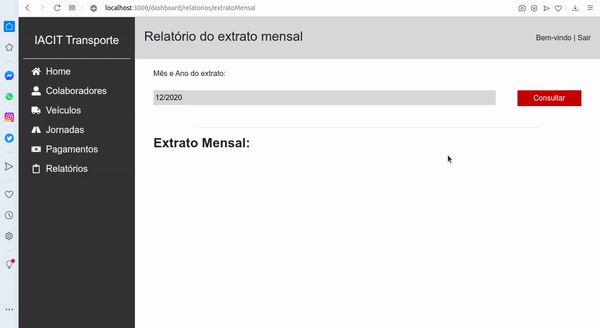 localhost:3000/dashboard/relatorios/extratoMensal
IACIT Transporte
Relatório do extrato mensal
Bem-vindo | Sair
Home
Colaboradores
Veículos
Jornadas
Pagamentos
Relatórios
Mês e Ano do extrato:
12/2020
Consultar
Extrato Mensal: